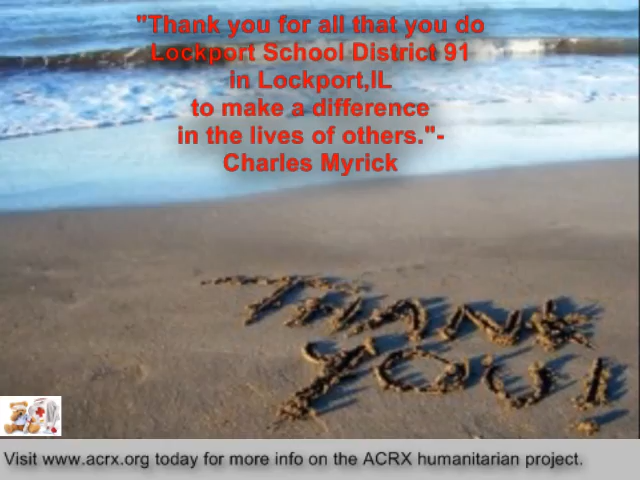 "Thank you for all that you do
Lockport School District 91
in Lockport,IL
to make a difference
in the lives of others."-
Charles Myrick
THANK
YOU!
Visit www.acrx.org today for more info on the ACRX humanitarian project.